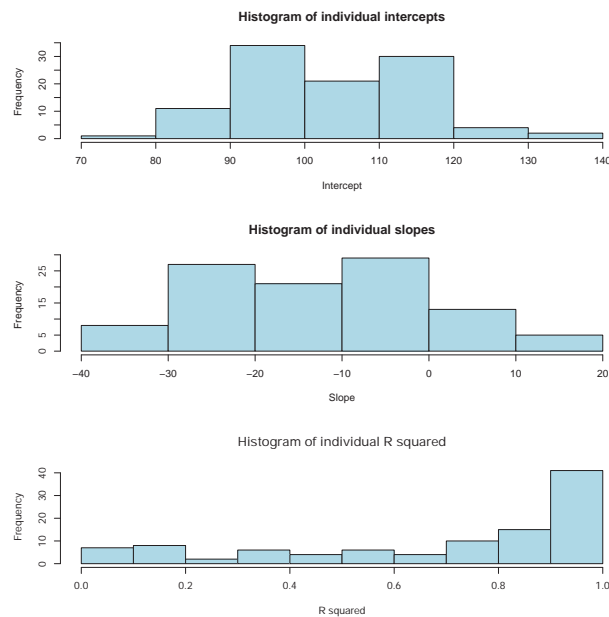 Histogram of individual intercepts
Frequency
0 10 20 30
70 80 90 100 110 120 130 140
Intercept
Histogram of individual slopes
Frequency
0 5 15 25
−40 −30 −20 −10 0 10 20
Slope
Histogram of individual R squared
Frequency
0 10 20 30 40
0.0 0.2 0.4 0.6 0.8 1.0
R squared